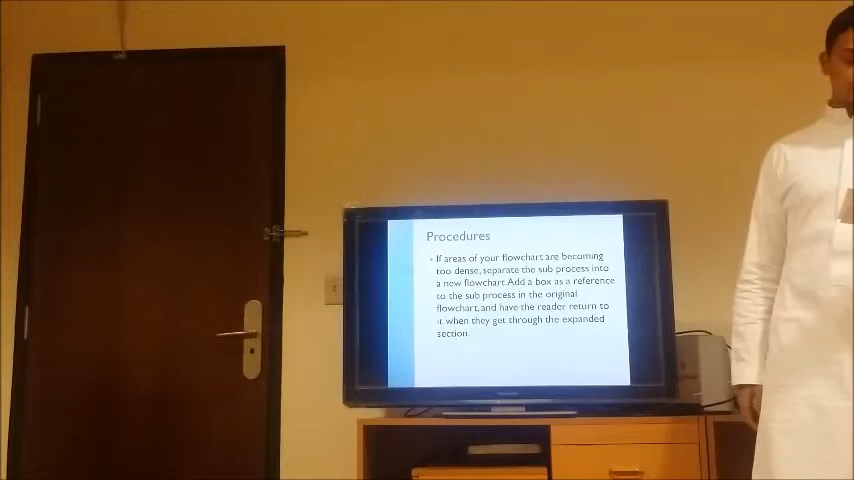 Procedures
• If areas of your flowchart are becoming
too dense, separate the sub process into
a new flowchart. Add a box as a reference
to the sub process in the original
flowchart, and have the reader return to
it when they get through the expanded
section.